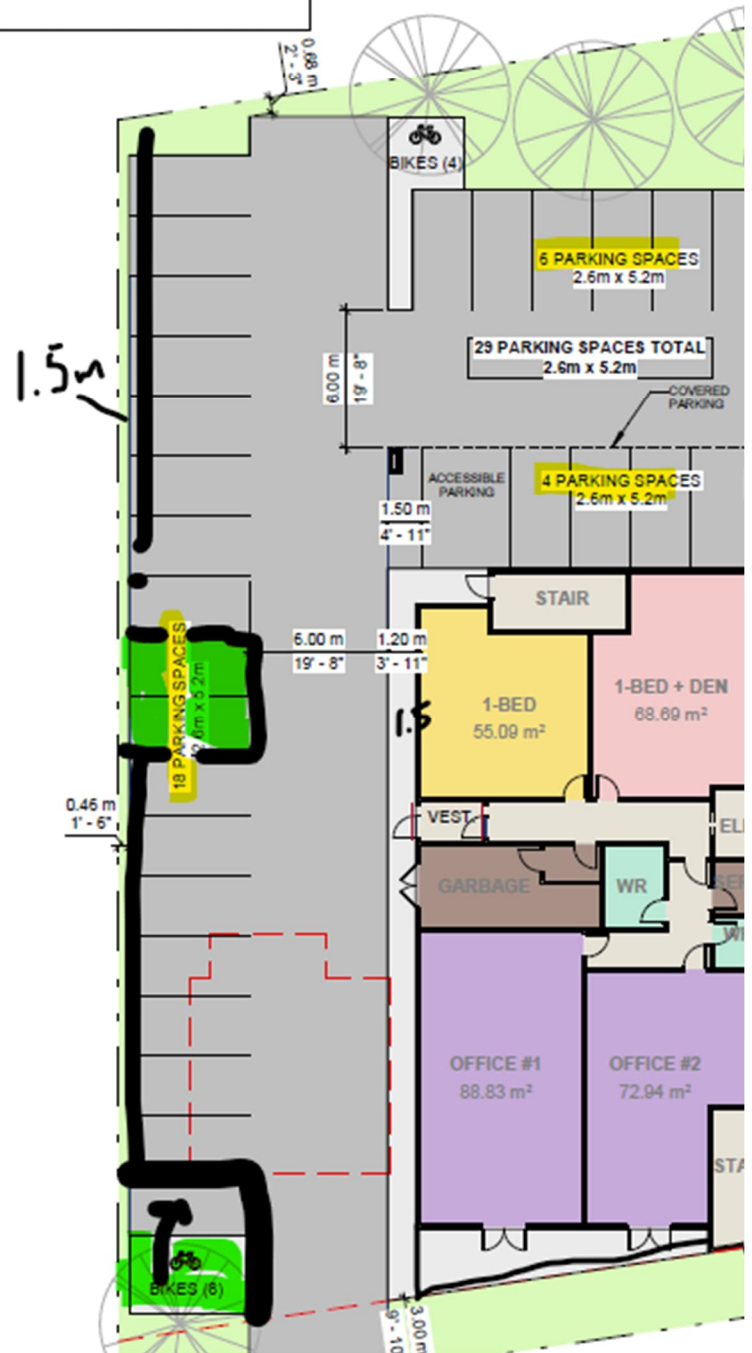 0.68 m
2' - 3"
BIKES (4)
6 PARKING SPACES
2.6m x 5.2m
29 PARKING SPACES TOTAL
2.6m x 5.2m
1.5m
6.00 m
19' - 8"
COVERED
PARKING
ACCESSIBLE
PARKING
4 PARKING SPACES
2.6m x 5.2m
1.50 m
4' - 11"
STAIR
18 PARKING SPACES
6.00 m
19' - 8"
1.20 m
3' - 11"
1-BED
55.09 m²
1-BED + DEN
68.69 m²
1.5
0.46 m
1' - 6"
VEST.
GARBAGE
WR
OFFICE #1
88.83 m²
OFFICE #2
72.94 m²
BIKES (6)
3.00 m